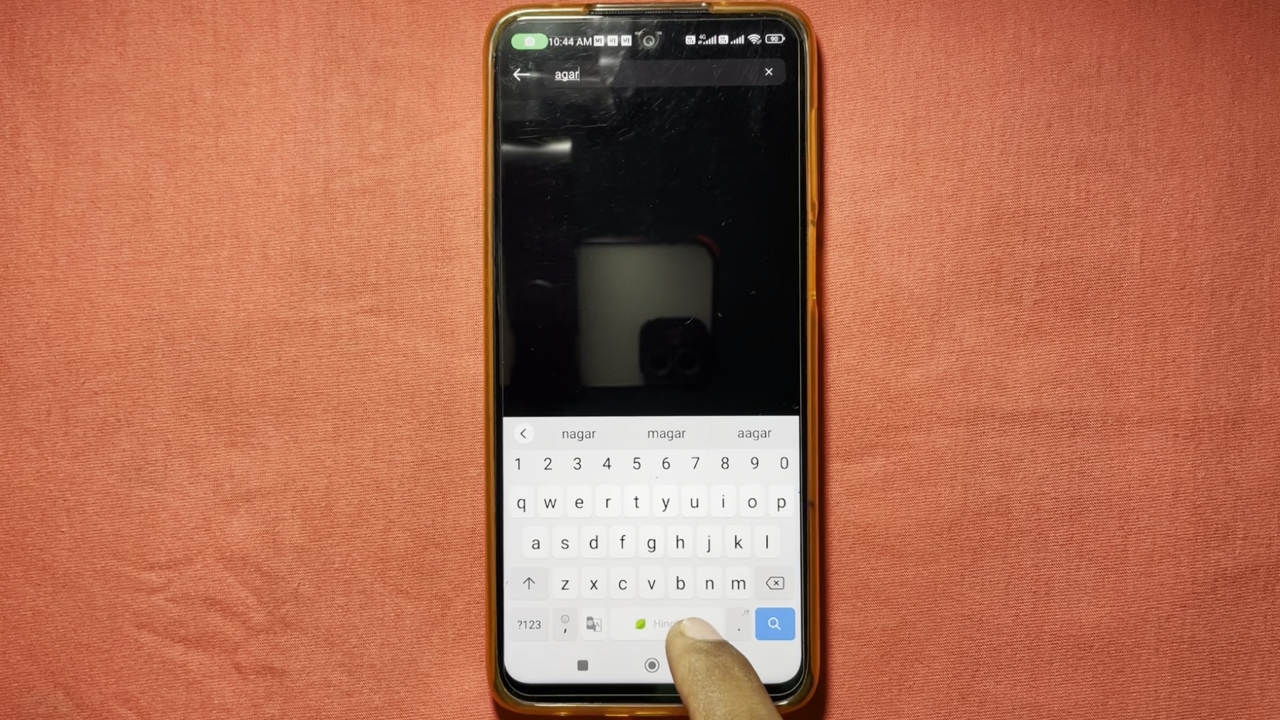 10:44 AM
agar
nagar magar aagar
1 2 3 4 5 6 7 8 9 0
q w e r t y u i o p
a s d f g h j k l
z x c v b n m
?123 , .